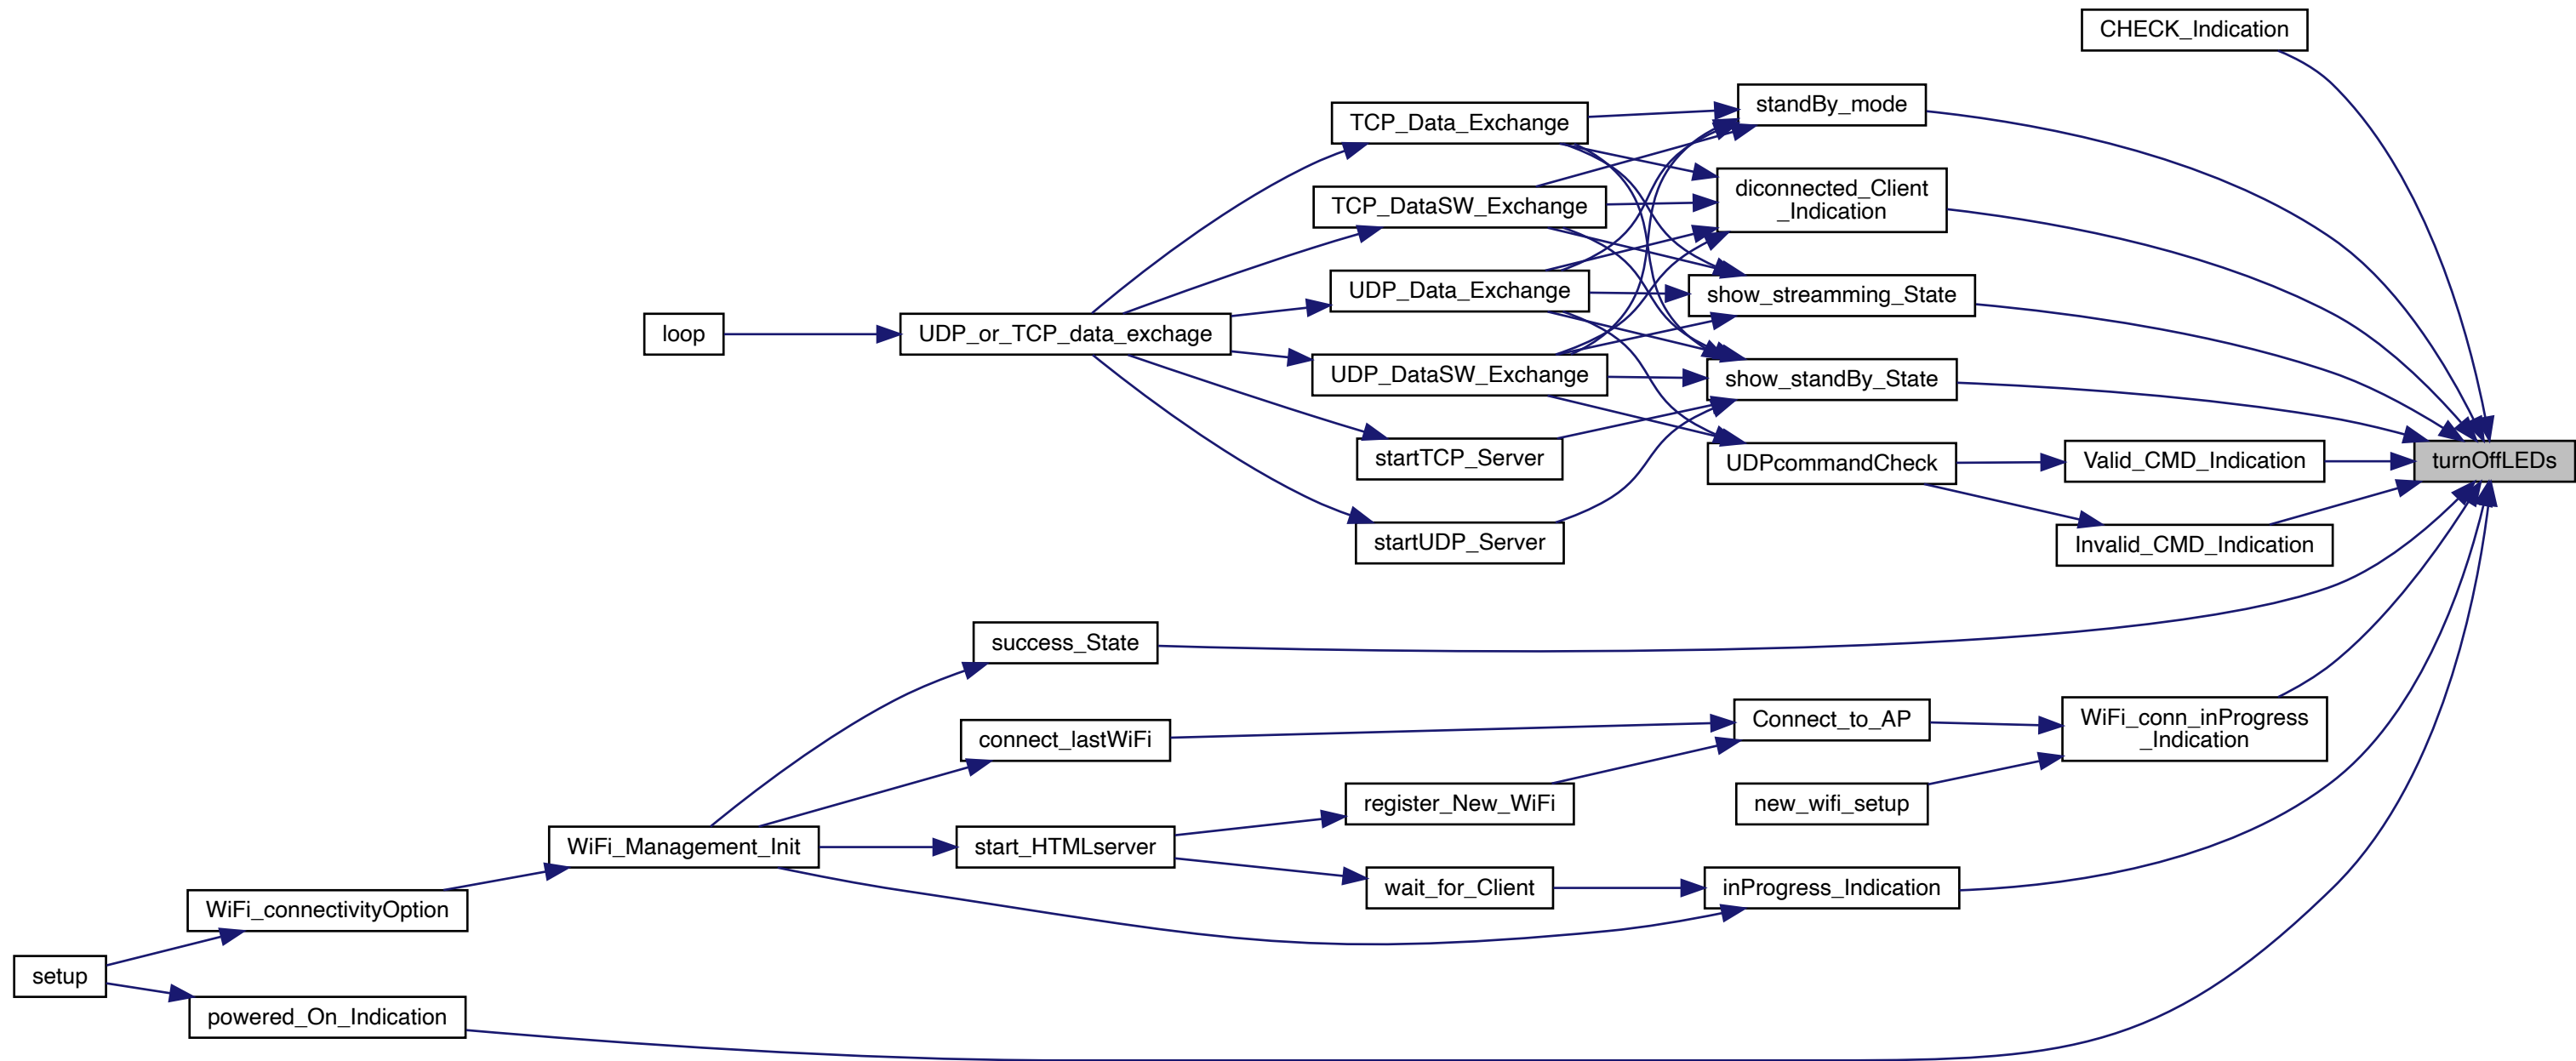 CHECK_Indication
standBy_mode
TCP_Data_Exchange
diconnected_Client
_Indication
TCP_DataSW_Exchange
UDP_Data_Exchange
show_streamming_State
loop
UDP_or_TCP_data_exchage
UDP_DataSW_Exchange
show_standBy_State
startTCP_Server
UDPcommandCheck
Valid_CMD_Indication
turnOffLEDs
startUDP_Server
Invalid_CMD_Indication
success_State
connect_lastWiFi
Connect_to_AP
WiFi_conn_inProgress
_Indication
register_New_WiFi
new_wifi_setup
WiFi_Management_Init
start_HTMLserver
wait_for_Client
inProgress_Indication
WiFi_connectivityOption
setup
powered_On_Indication